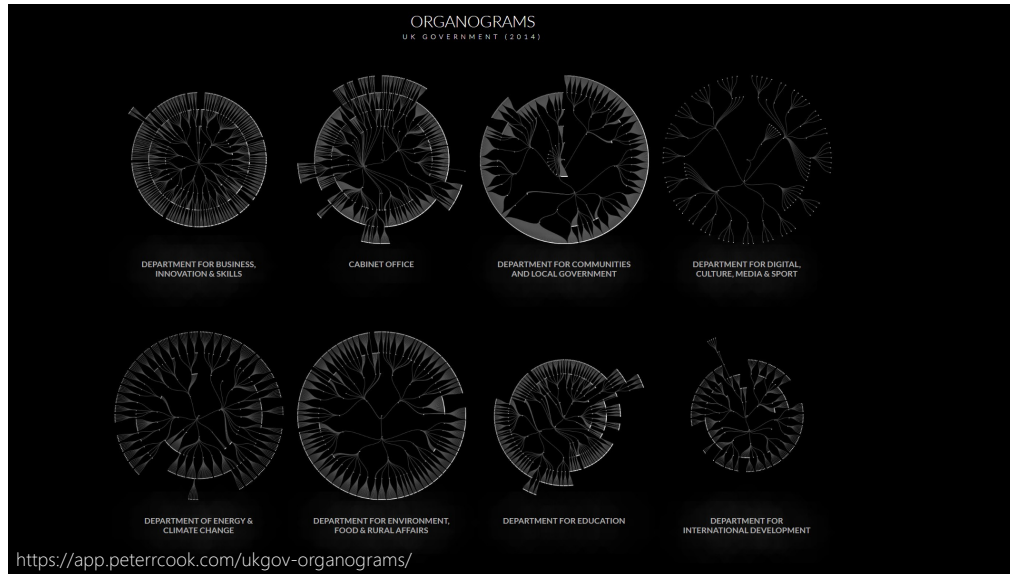 ORGANOGRAMS
UK GOVERNMENT (2014)
DEPARTMENT FOR BUSINESS,
INNOVATION & SKILLS
CABINET OFFICE
DEPARTMENT FOR COMMUNITIES
AND LOCAL GOVERNMENT
DEPARTMENT FOR DIGITAL,
CULTURE, MEDIA & SPORT
DEPARTMENT OF ENERGY &
CLIMATE CHANGE
DEPARTMENT FOR ENVIRONMENT,
FOOD & RURAL AFFAIRS
DEPARTMENT FOR EDUCATION
DEPARTMENT FOR
INTERNATIONAL DEVELOPMENT
https://app.peterrcook.com/ukgov-organograms/